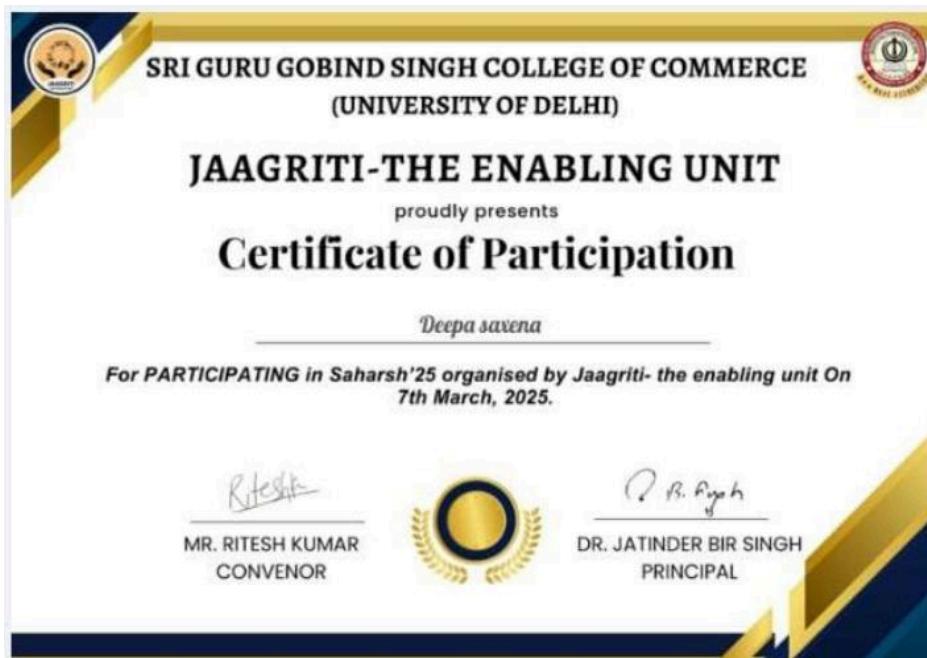 SRI GURU GOBIND SINGH COLLEGE OF COMMERCE
(UNIVERSITY OF DELHI)
JAAGRITI-THE ENABLING UNIT
proudly presents
Certificate of Participation
Deepa saxena
For PARTICIPATING in Saharsh'25 organised by Jaagriti- the enabling unit On
7th March, 2025.
Ritesh
MR. RITESH KUMAR
CONVENOR
DR. JATINDER BIR SINGH
PRINCIPAL